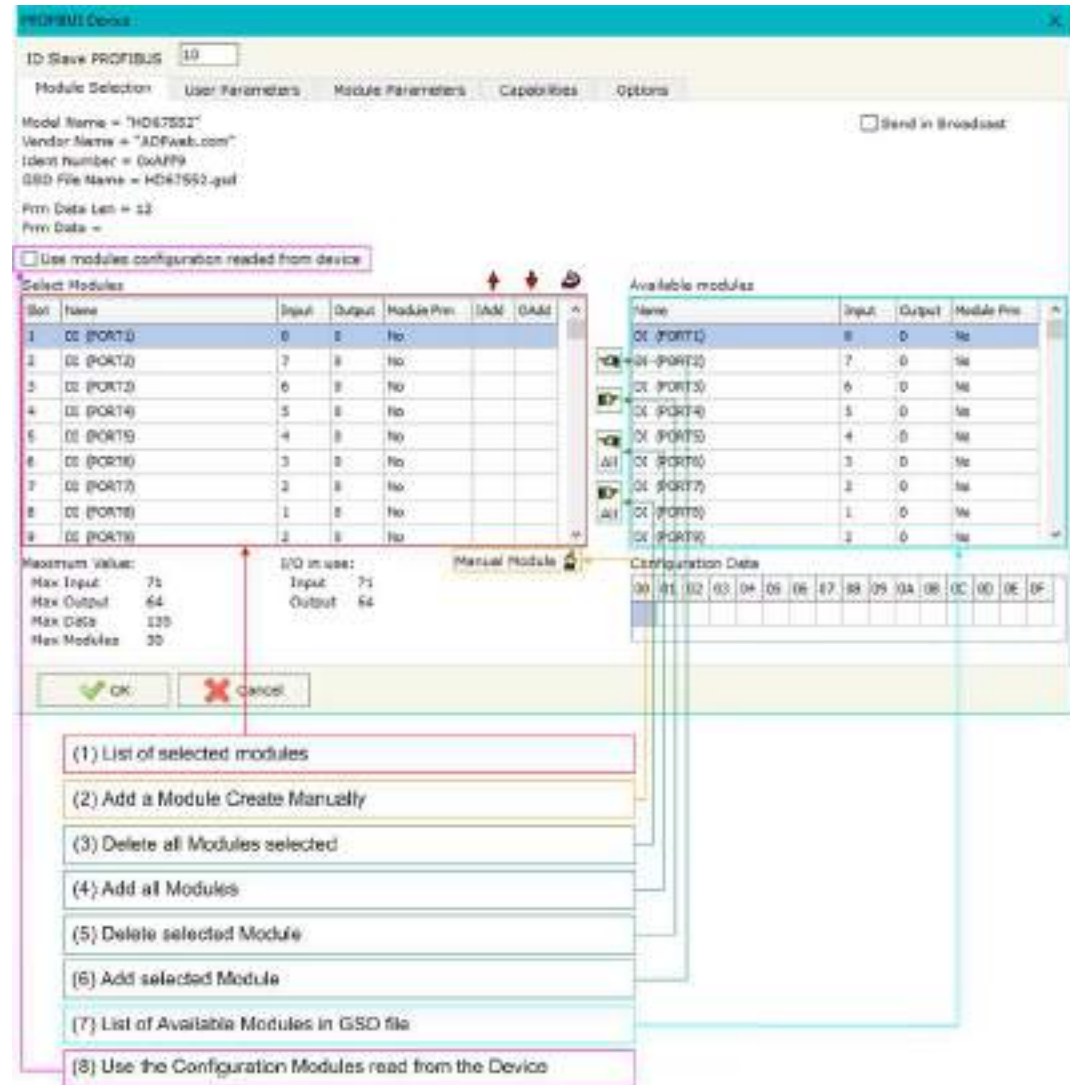 PROFIBUS Device
ID Slave PROFIBUS 10
Module Selection User Parameters Module Parameters Capabilities Options
Model Name = "HD67552"
Send in Broadcast
Vendor Name = "ADFweb.com"
Ident Number = 0xAFF9
GSD File Name = HD67552.gsd
Prm Data Len = 12
Prm Data =
Use modules configuration readed from device
Select Modules
Available modules
Slot Name Input Output Module Prm IAdd OAdd
Name Input Output Module Prm
1 DI (PORT1) 8 0 No
DI (PORT1) 8 0 No
2 DI (PORT2) 7 0 No
DI (PORT2) 7 0 No
3 DI (PORT3) 6 0 No
DI (PORT3) 6 0 No
4 DI (PORT4) 5 0 No
DI (PORT4) 5 0 No
5 DI (PORT5) 4 0 No
DI (PORT5) 4 0 No
6 DI (PORT6) 3 0 No
All
DI (PORT6) 3 0 No
7 DI (PORT7) 2 0 No
DI (PORT7) 2 0 No
8 DI (PORT8) 1 0 No
All
DI (PORT8) 1 0 No
9 DI (PORT9) 2 0 No
DI (PORT9) 2 0 No
Maximum Value: I/O in use: Manual Module
Configuration Data
Max Input 71 Input 71
00 01 02 03 04 05 06 07 08 09 0A 0B 0C 0D 0E 0F
Max Output 64 Output 64
Max Data 135
Max Modules
OK Cancel
(1) List of selected modules
(2) Add a Module Create Manually
(3) Delete all Modules selected
(4) Add all Modules
(5) Delete selected Module
(6) Add selected Module
(7) List of Available Modules in GSD file
(8) Use the Configuration Modules read from the Device